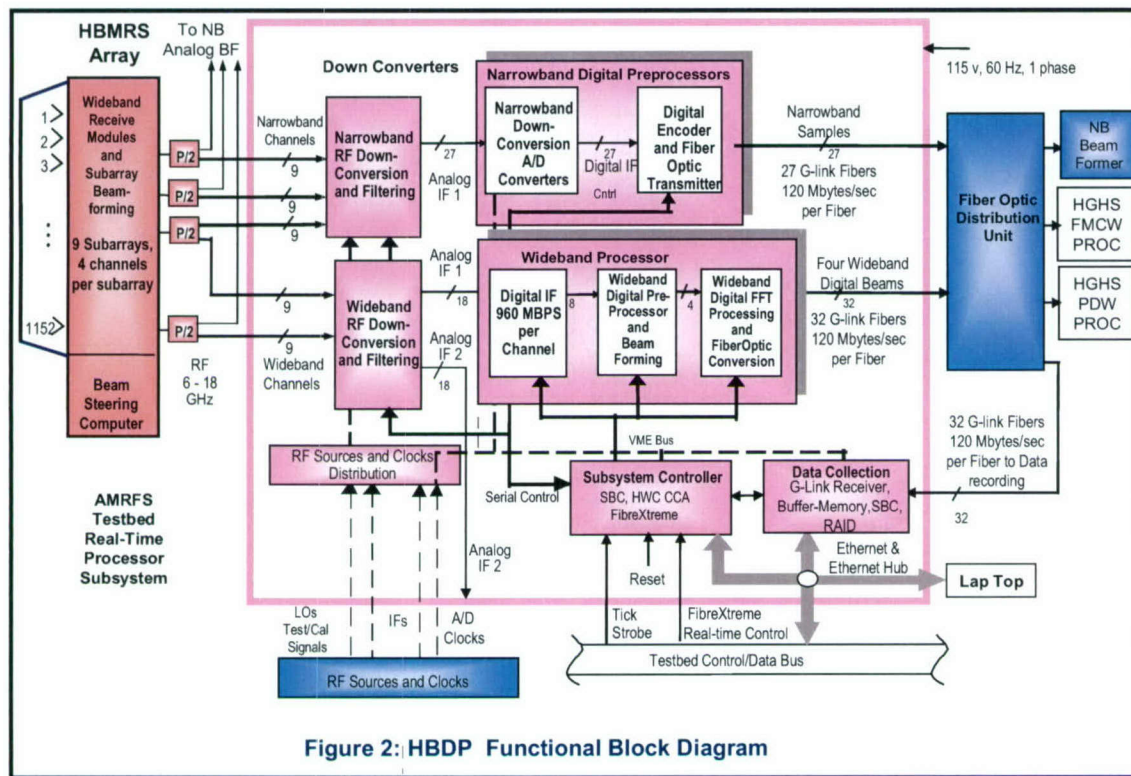 HBMRS
Array
To NB
Analog BF
115 v, 60 Hz, 1 phase
Wideband
Receive
Modules
and
Subarray
Beam-
forming
9 Subarrays,
4 channels
per subarray
1
2
3
1152
Beam
Steering
Computer
P/2
P/2
P/2
P/2
RF
6 - 18
GHz
Down Converters
Narrowband
Channels
9
9
9
9
9
Wideband
Channels
Narrowband
RF Down-
Conversion
and Filtering
Wideband
RF Down-
Conversion
and Filtering
27
Analog
IF 1
Analog
IF 1
18
Analog
IF 2
18
Narrowband Digital Preprocessors
Narrowband
Down-
Conversion
A/D
Converters
27
Digital IF
Cntrl
Digital
Encoder
and Fiber
Optic
Transmitter
Narrowband
Samples
27
27 G-link Fibers
120 Mbytes/sec
per Fiber
Wideband Processor
Digital IF
960 MBPS
per
Channel
8
Wideband
Digital Pre-
Processor
and
Beam
Forming
4
Wideband
Digital FFT
Processing
and
FiberOptic
Conversion
Four Wideband
Digital Beams
32
32 G-link Fibers
120 Mbytes/sec
per Fiber
Fiber Optic
Distribution
Unit
NB
Beam
Former
HGHS
FMCW
PROC
HGHS
PDW
PROC
32 G-link Fibers
120 Mbytes/sec
per Fiber to Data
recording
32
RF Sources and Clocks
Distribution
Serial Control
VME Bus
Subsystem Controller
SBC, HWC CCA
FibreXtreme
Data Collection
G-Link Receiver,
Buffer-Memory,SBC,
RAID
Analog
IF 2
Reset
Ethernet &
Ethernet Hub
Lap Top
AMRFS
Testbed
Real-Time
Processor
Subsystem
LOs
Test/Cal
Signals
IFs
A/D
Clocks
Tick
Strobe
FibreXtreme
Real-time Control
Testbed Control/Data Bus
RF Sources and Clocks
Figure 2: HBDP Functional Block Diagram